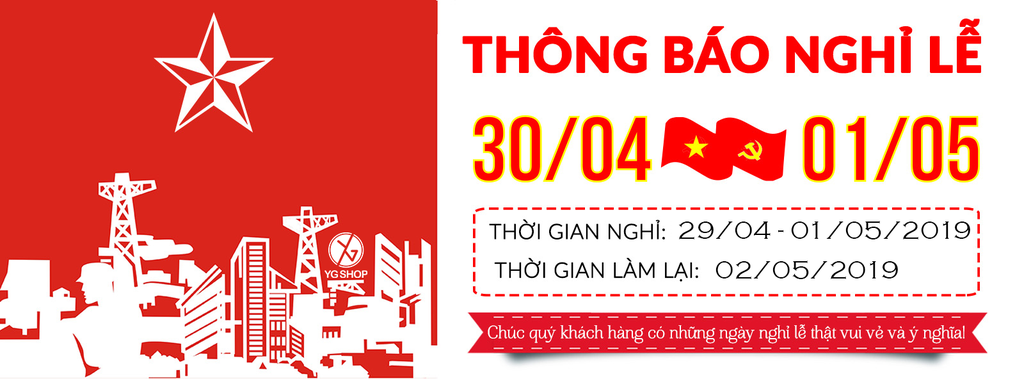 THÔNG BÁO NGHỈ LỄ
30/04 01/05
THỜI GIAN NGHỈ: 29/04 - 01/05/2019
THỜI GIAN LÀM LẠI: 02/05/2019
Chúc quý khách hàng có những ngày nghỉ lễ thật vui vẻ và ý nghĩa!
YG SHOP